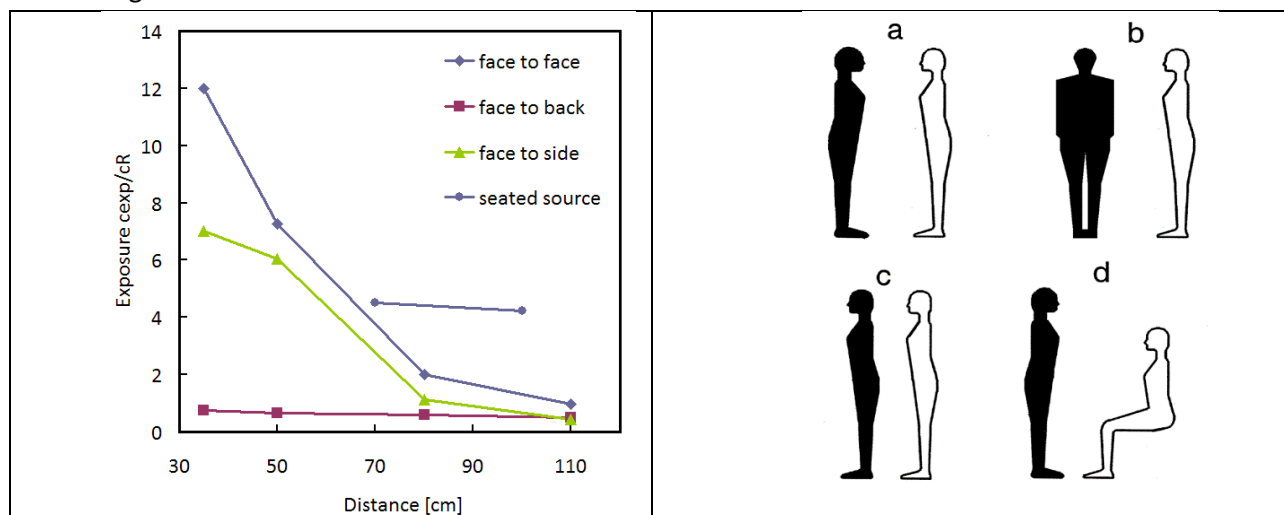 14
12
10
8
6
4
2
0
30 50 70 90 110
Exposure cexp/cR
Distance [cm]
face to face
face to back
face to side
seated source
a b
c d